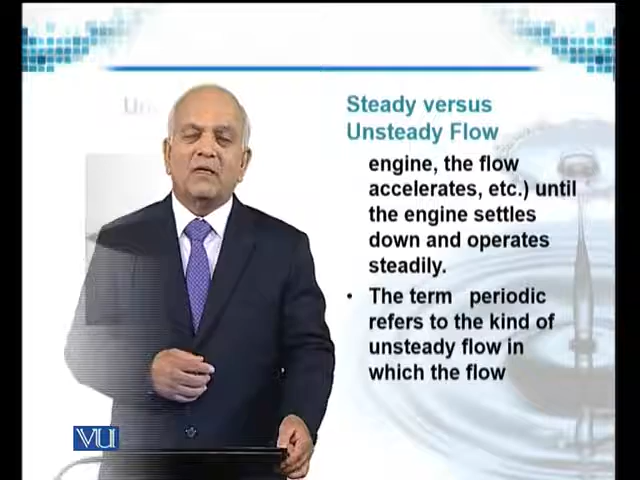 Un
Steady versus
Unsteady Flow
engine, the flow
accelerates, etc.) until
the engine settles
down and operates
steadily.
• The term periodic
refers to the kind of
unsteady flow in
which the flow
VU